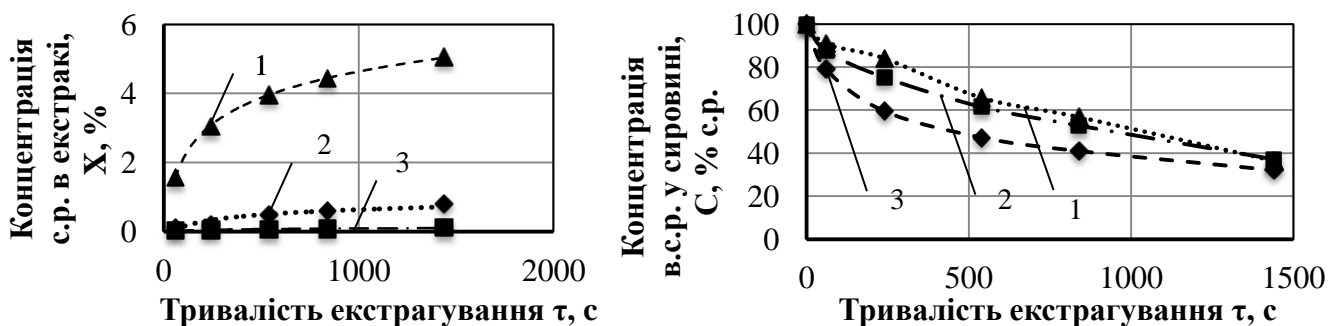 Концентрація
с.р. в екстракі,
X, %
6
4
2
0
1
2
3
0
1000
2000
Тривалість екстрагування τ, с
Концентрація
в.с.р. у сировині,
C, % с.р.
100
80
60
40
20
0
3
2
1
0
500
1000
1500
Тривалість екстрагування τ, с